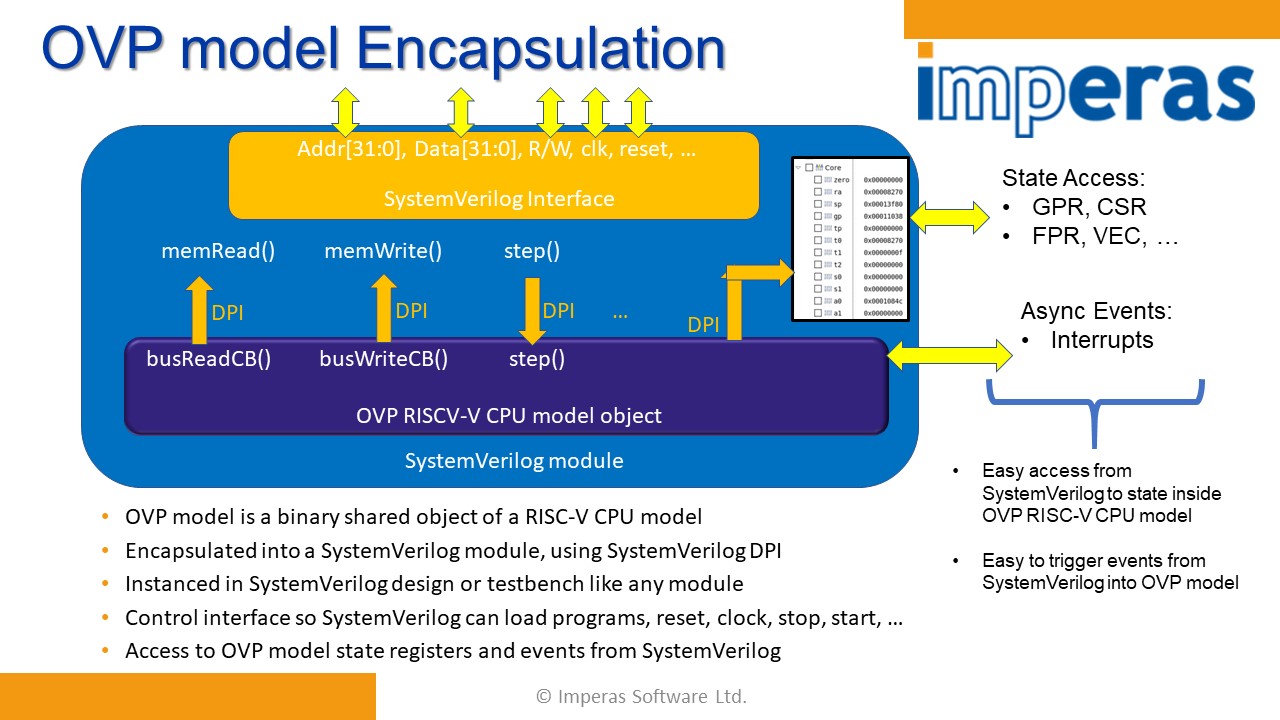 OVP model Encapsulation
imperas
Addr[31:0], Data[31:0], R/W, clk, reset, …
SystemVerilog Interface
memRead()
memWrite()
step()
DPI
DPI
DPI
…
DPI
busReadCB()
busWriteCB()
step()
OVP RISCV-V CPU model object
SystemVerilog module
Core
zero 0x00000000
ra 0x00008270
sp 0x00013f80
gp 0x00011038
tp 0x00000000
t0 0x00008270
t1 0x0000000f
t2 0x00000000
s0 0x00000000
s1 0x00000000
a0 0x0001084c
a1 0x00000000
State Access:
• GPR, CSR
• FPR, VEC, …
Async Events:
• Interrupts
• Easy access from
SystemVerilog to state inside
OVP RISC-V CPU model
• Easy to trigger events from
SystemVerilog into OVP model
• OVP model is a binary shared object of a RISC-V CPU model
• Encapsulated into a SystemVerilog module, using SystemVerilog DPI
• Instanced in SystemVerilog design or testbench like any module
• Control interface so SystemVerilog can load programs, reset, clock, stop, start, …
• Access to OVP model state registers and events from SystemVerilog
© Imperas Software Ltd.